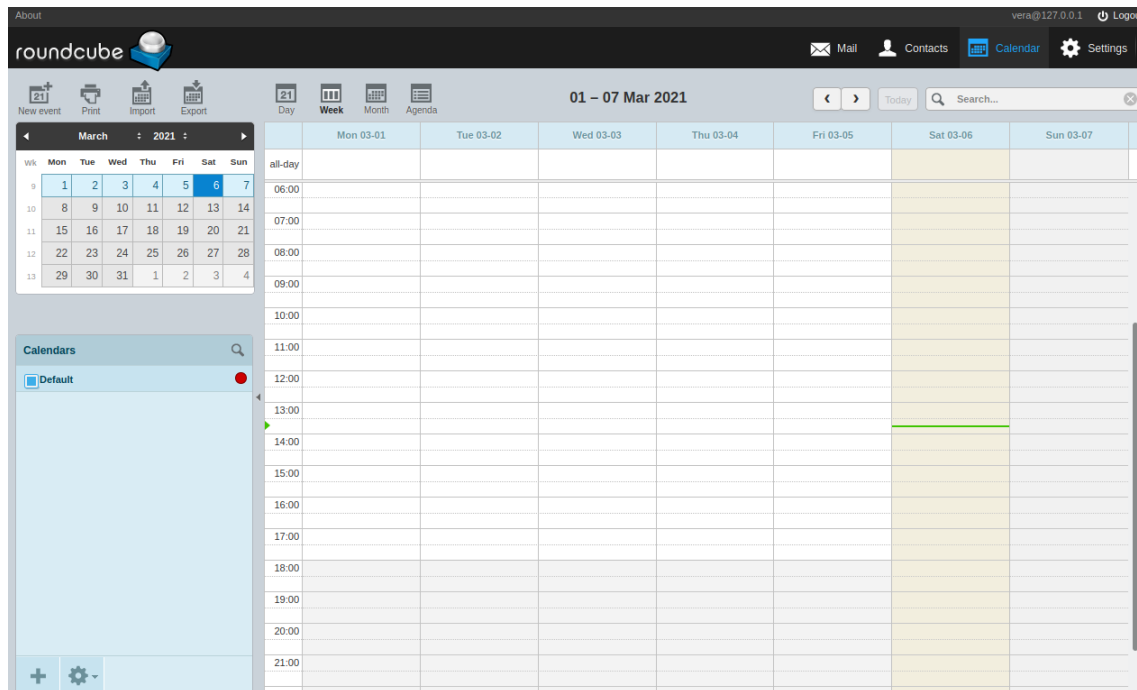 About
vera@127.0.0.1 Logou
roundcube
Mail Contacts Calendar Settings
New event Print Import Export
21 Day Week Month Agenda
01 – 07 Mar 2021
Today
Search...
March 2021
Wk Mon Tue Wed Thu Fri Sat Sun
9 1 2 3 4 5 6 7
10 8 9 10 11 12 13 14
11 15 16 17 18 19 20 21
12 22 23 24 25 26 27 28
13 29 30 31 1 2 3 4
Calendars
Default
Mon 03-01 Tue 03-02 Wed 03-03 Thu 03-04 Fri 03-05 Sat 03-06 Sun 03-07
all-day
06:00
07:00
08:00
09:00
10:00
11:00
12:00
13:00
14:00
15:00
16:00
17:00
18:00
19:00
20:00
21:00